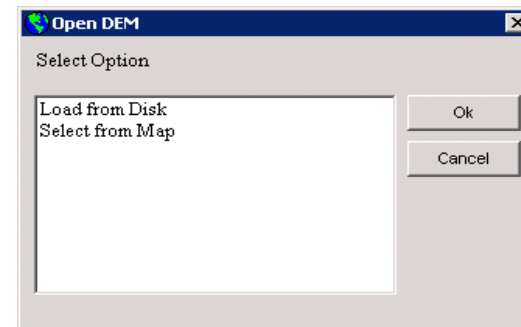 Open DEM
Select Option
Load from Disk
Select from Map
Ok
Cancel